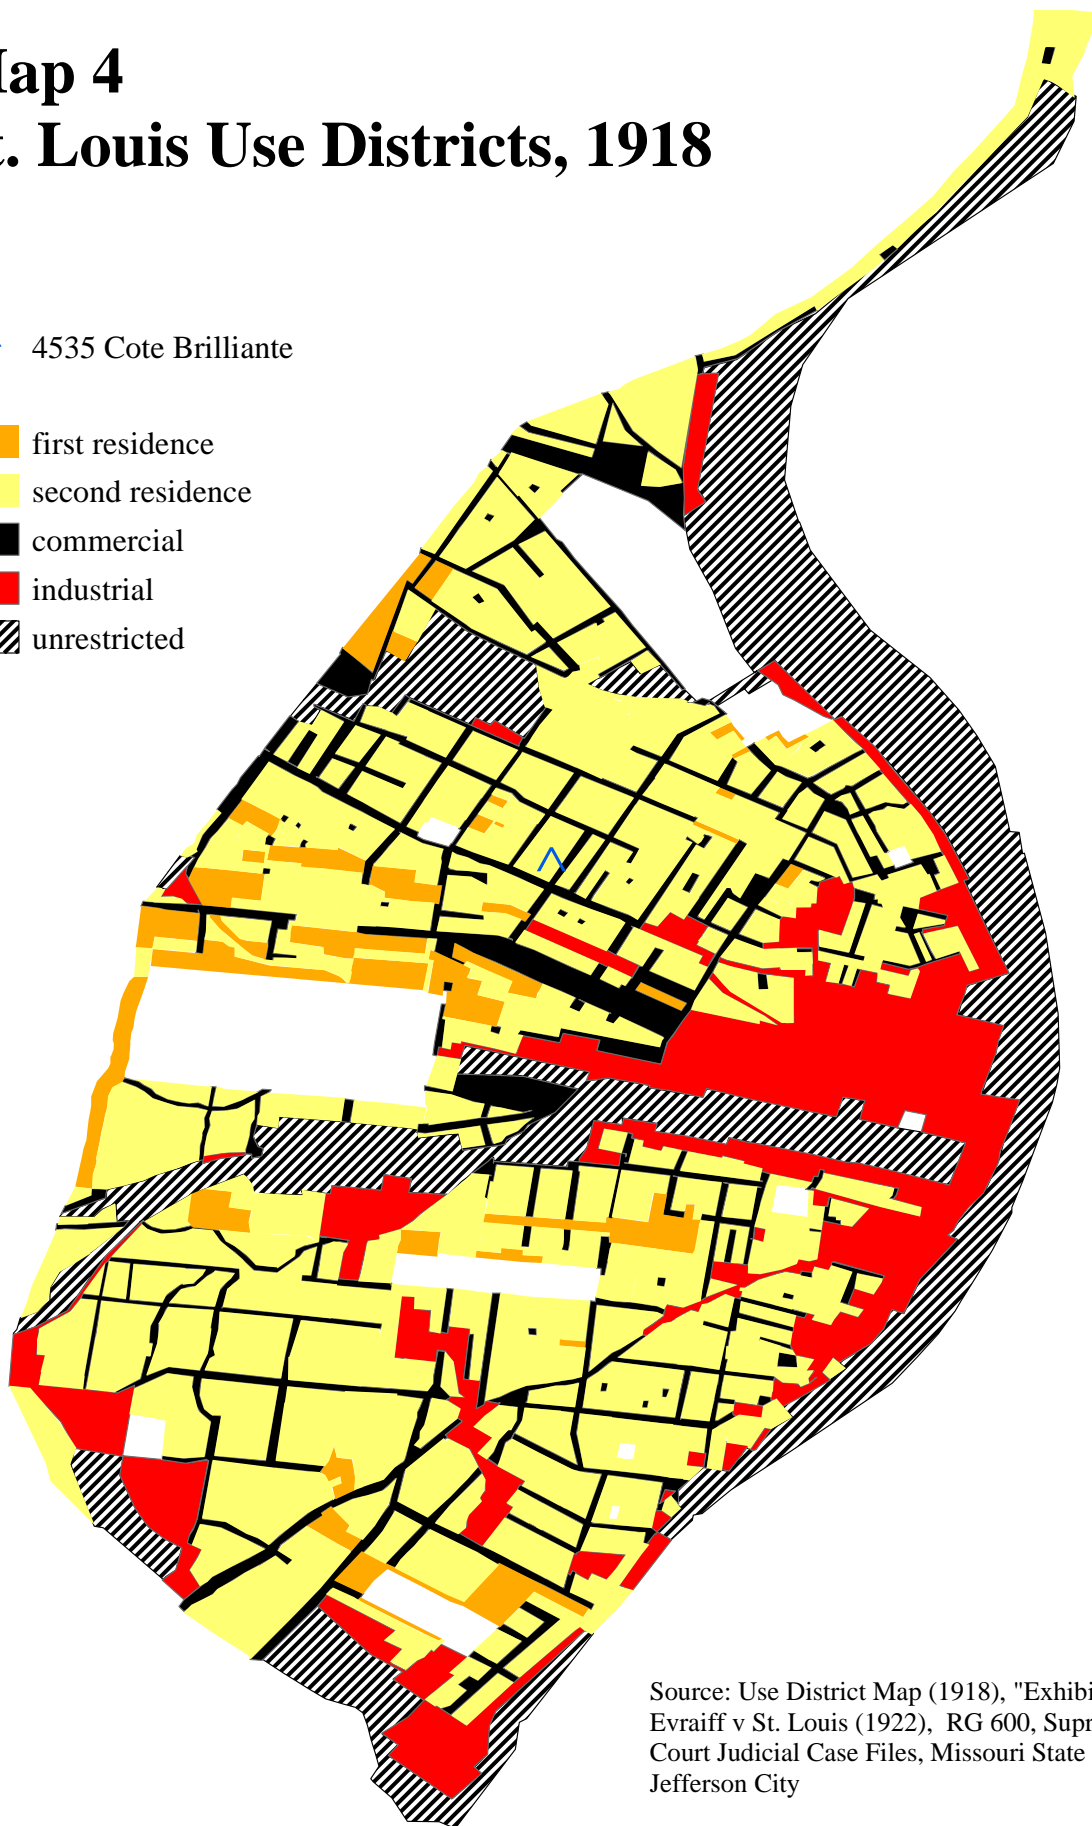 ap 4
t. Louis Use Districts, 1918
4535 Cote Brilliante
first residence
second residence
commercial
industrial
unrestricted
Source: Use District Map (1918), "Exhibi
Evraiff v St. Louis (1922), RG 600, Supr
Court Judicial Case Files, Missouri State
Jefferson City